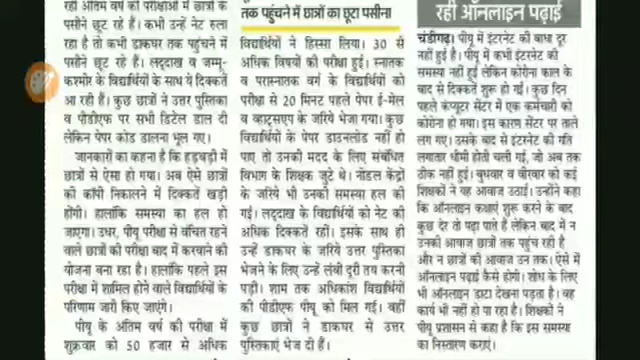 रही अंतिम वर्ष की परीक्षाओं में छात्रों के
पसीने छूट रहे हैं। कभी उन्हें नेट रुला
रहा है तो कभी डाकघर तक पहुंचने में
पसीने छूट रहे हैं। लद्दाख व जम्मू-
कश्मीर के विद्यार्थियों के साथ ये दिक्कतें
आ रही हैं। कुछ छात्रों ने उत्तर पुस्तिका
व पीडीएफ पर सभी डिटेल डाल दी
लेकिन पेपर कोड डालना भूल गए।
जानकारों का कहना है कि हड़बड़ी में
छात्रों से ऐसा हो गया। अब ऐसे छात्रों
की कॉपी निकालने में दिक्कतें खड़ी
होंगी। हालांकि समस्या का हल हो
जाएगा। उधर, पीयू परीक्षा से वंचित रहने
वाले छात्रों की परीक्षा बाद में करवाने की
योजना बना रहा है। हालांकि पहले इस
परीक्षा में शामिल होने वाले विद्यार्थियों के
परिणाम जारी किए जाएंगे।
पीयू के अंतिम वर्ष की परीक्षा में
शुक्रवार को 50 हजार से अधिक
तक पहुंचने में छात्रों का छूटा पसीना
विद्यार्थियों ने हिस्सा लिया। 30 से
अधिक विषयों की परीक्षा हुई। स्नातक
व परास्नातक वर्ग के विद्यार्थियों को
परीक्षा से 20 मिनट पहले पेपर ई-मेल
व व्हाट्सएप के जरिये भेजा गया। कुछ
विद्यार्थियों के पेपर डाउनलोड नहीं हो
पाए तो उनकी मदद के लिए संबंधित
विभाग के शिक्षक जुटे थे। नोडल केंद्रों
के जरिये भी उनकी समस्या हल की
गई। लद्दाख के विद्यार्थियों को नेट की
अधिक दिक्कतें रहीं। इसके साथ ही
उन्हें डाकघर के जरिये उत्तर पुस्तिका
भेजने के लिए उन्हें लंबी दूरी तय करनी
पड़ी। शाम तक अधिकांश विद्यार्थियों
की पीडीएफ पीयू को मिल गई। वहीं
कुछ छात्रों ने डाकघर से उत्तर
पुस्तिकाएं भेज दी हैं।
रही ऑनलाइन पढ़ाई
चंडीगढ़। पीयू में इंटरनेट की बाधा दूर
नहीं हुई है। पीयू में कभी इंटरनेट की
समस्या नहीं हुई लेकिन कोरोना काल के
बाद से दिक्कतें शुरू हो गईं। कुछ दिन
पहले कंप्यूटर सेंटर में एक कर्मचारी को
कोरोना हो गया। इस कारण सेंटर पर ताले
लग गए। उसके बाद से इंटरनेट की गति
लगातार धीमी होती चली गई, जो अब तक
ठीक नहीं हुई। बुधवार व वीरवार को कई
शिक्षकों ने यह आवाज उठाई। उन्होंने कहा
कि ऑनलाइन कक्षाएं शुरू करने के बाद
कुछ देर तो पढ़ा पाते हैं लेकिन बाद में न
उनकी आवाज छात्रों तक पहुंच रही है
और न छात्रों की आवाज उन तक। ऐसे में
ऑनलाइन पढ़ाई कैसे होगी। शोध के लिए
भी ऑनलाइन डाटा देखना पड़ता है। वह
कार्य भी नहीं हो पा रहा है। शिक्षकों ने
पीयू प्रशासन से कहा है कि इस समस्या
का निस्तारण कराएं।